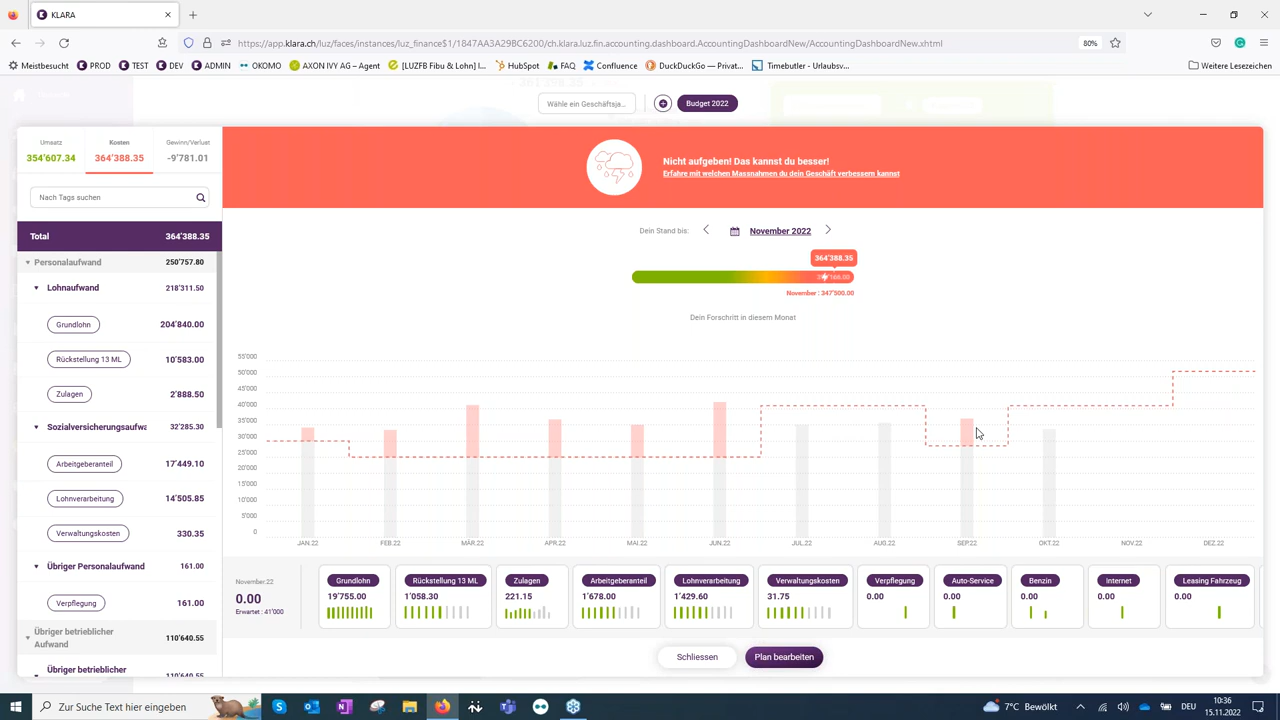 KLARA
https://app.klara.ch/luz/faces/instances/luz_finance$1/1847AA3A28C6200/ch.klara.luz.fin.accounting.dashboard.AccountingDashboardNew/AccountingDashboardNew.xhtml
80%
Meistbesucht PROD TEST DEV ADMIN OKOMO AXON IVY AG – Agent [LUZFB Fibu & Lohn] I... HubSpot FAQ Confluence DuckDuckGo — Privat... Timebutler - Urlaubsv... Weitere Lesezeichen
Wähle ein Geschäftsja... Budget 2022
Umsatz Kosten Gewinn/Verlust
354'607.34 364'388.35 -9'781.01
Nach Tags suchen
Total 364'388.35
Personalaufwand 250'757.80
Lohnaufwand 218'311.50
Grundlohn 204'840.00
Rückstellung 13 ML 10'583.00
Zulagen 2'888.50
Sozialversicherungsaufwa 32'285.30
Arbeitgeberanteil 17'449.10
Lohnverarbeitung 14'505.85
Verwaltungskosten 330.35
Übriger Personalaufwand 161.00
Verpflegung 161.00
Übriger betrieblicher
Aufwand 110'640.55
Übriger betrieblicher
Nicht aufgeben! Das kannst du besser!
Erfahre mit welchen Massnahmen du dein Geschäft verbessern kannst
Dein Stand bis: November 2022
364'388.35
November : 347'500.00
Dein Forschritt in diesem Monat
55'000
50'000
45'000
40'000
35'000
30'000
25'000
20'000
15'000
10'000
5'000
0
JAN.22 FEB.22 MÄR.22 APR.22 MAI.22 JUN.22 JUL.22 AUG.22 SEP.22 OKT.22 NOV.22 DEZ.22
November.22
0.00
Erwartet : 41'000
Grundlohn Rückstellung 13 ML Zulagen Arbeitgeberanteil Lohnverarbeitung Verwaltungskosten Verpflegung Auto-Service Benzin Internet Leasing Fahrzeug
19'755.00 1'058.30 221.15 1'678.00 1'429.60 31.75 0.00 0.00 0.00 0.00 0.00
Schliessen Plan bearbeiten
Zur Suche Text hier eingeben
7°C Bewölkt
DEU
10:36
15.11.2022